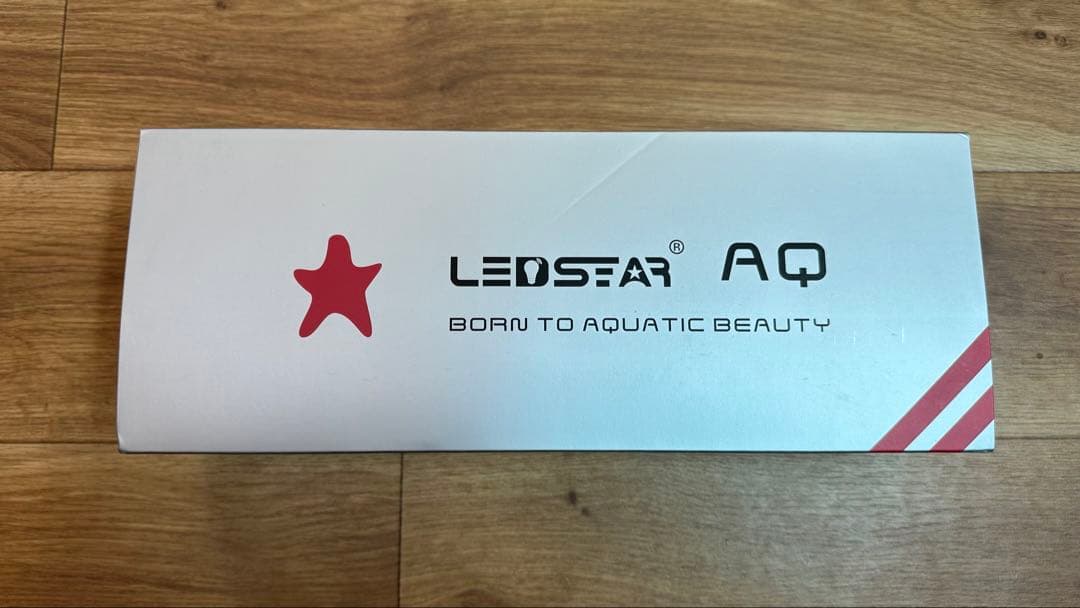 LEDSTAR® AQ
BORN TO AQUATIC BEAUTY